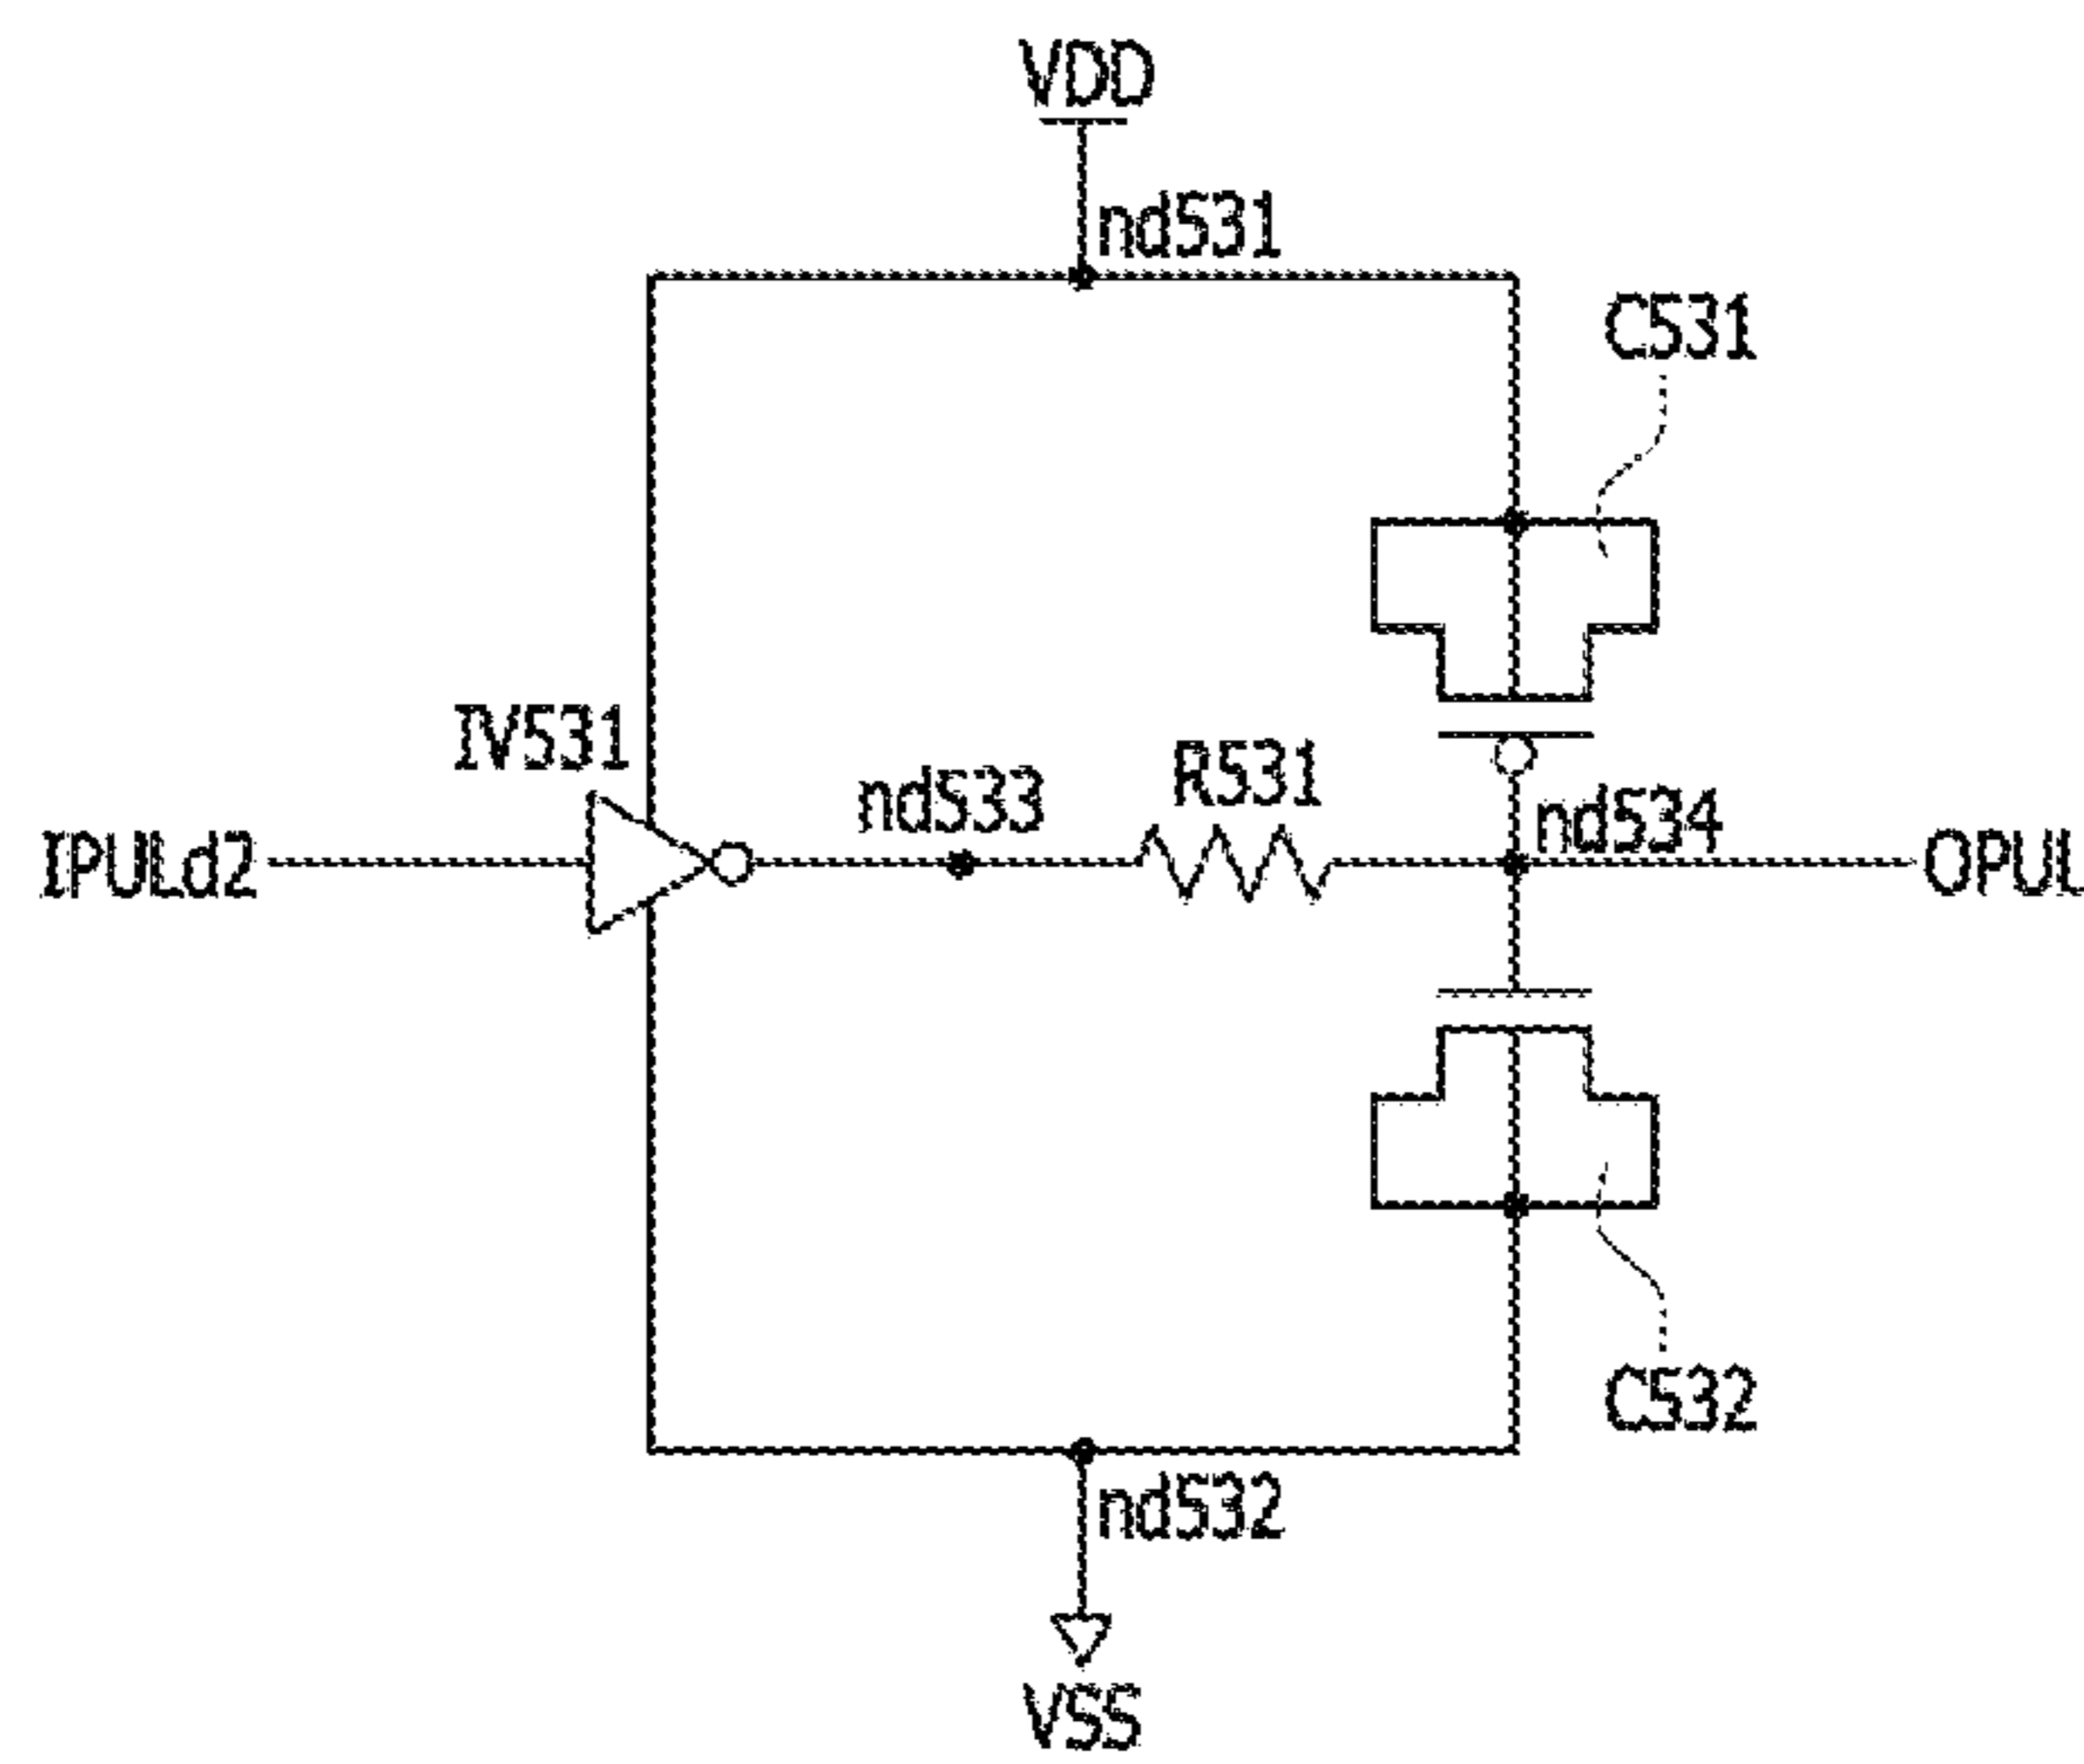 VDD
nd531
C531
IV531
nd533
R531
nd534
IPULd2
OPUL
C532
nd532
VSS